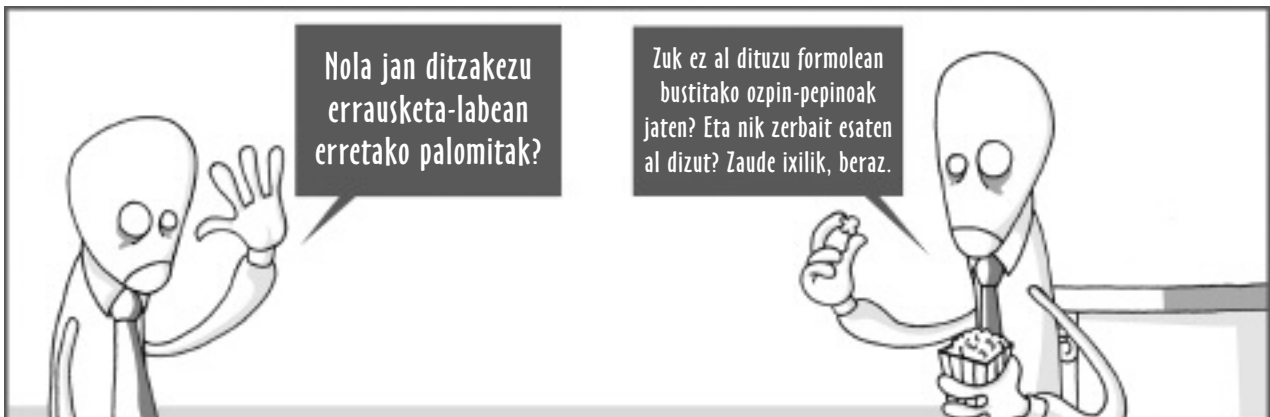 Nola jan ditzakezu
errausketa-labean
erretako palomitak?
Zuk ez al dituzu formolean
bustitako ozpin-pepinoak
jaten? Eta nik zerbait esaten
al dizut? Zaude ixilik, beraz.